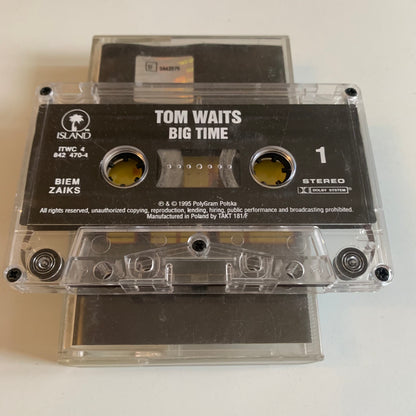 TOM WAITS
BIG TIME
ISLAND
ITWC 4
842 470-4
BIEM
ZAIKS
1
STEREO
DOLBY SYSTEM
℗ & © 1995 PolyGram Polska
All rights reserved, unauthorized copying, reproduction, lending, hiring, public performance and broadcasting prohibited.
Manufactured in Poland by TAKT 181/F